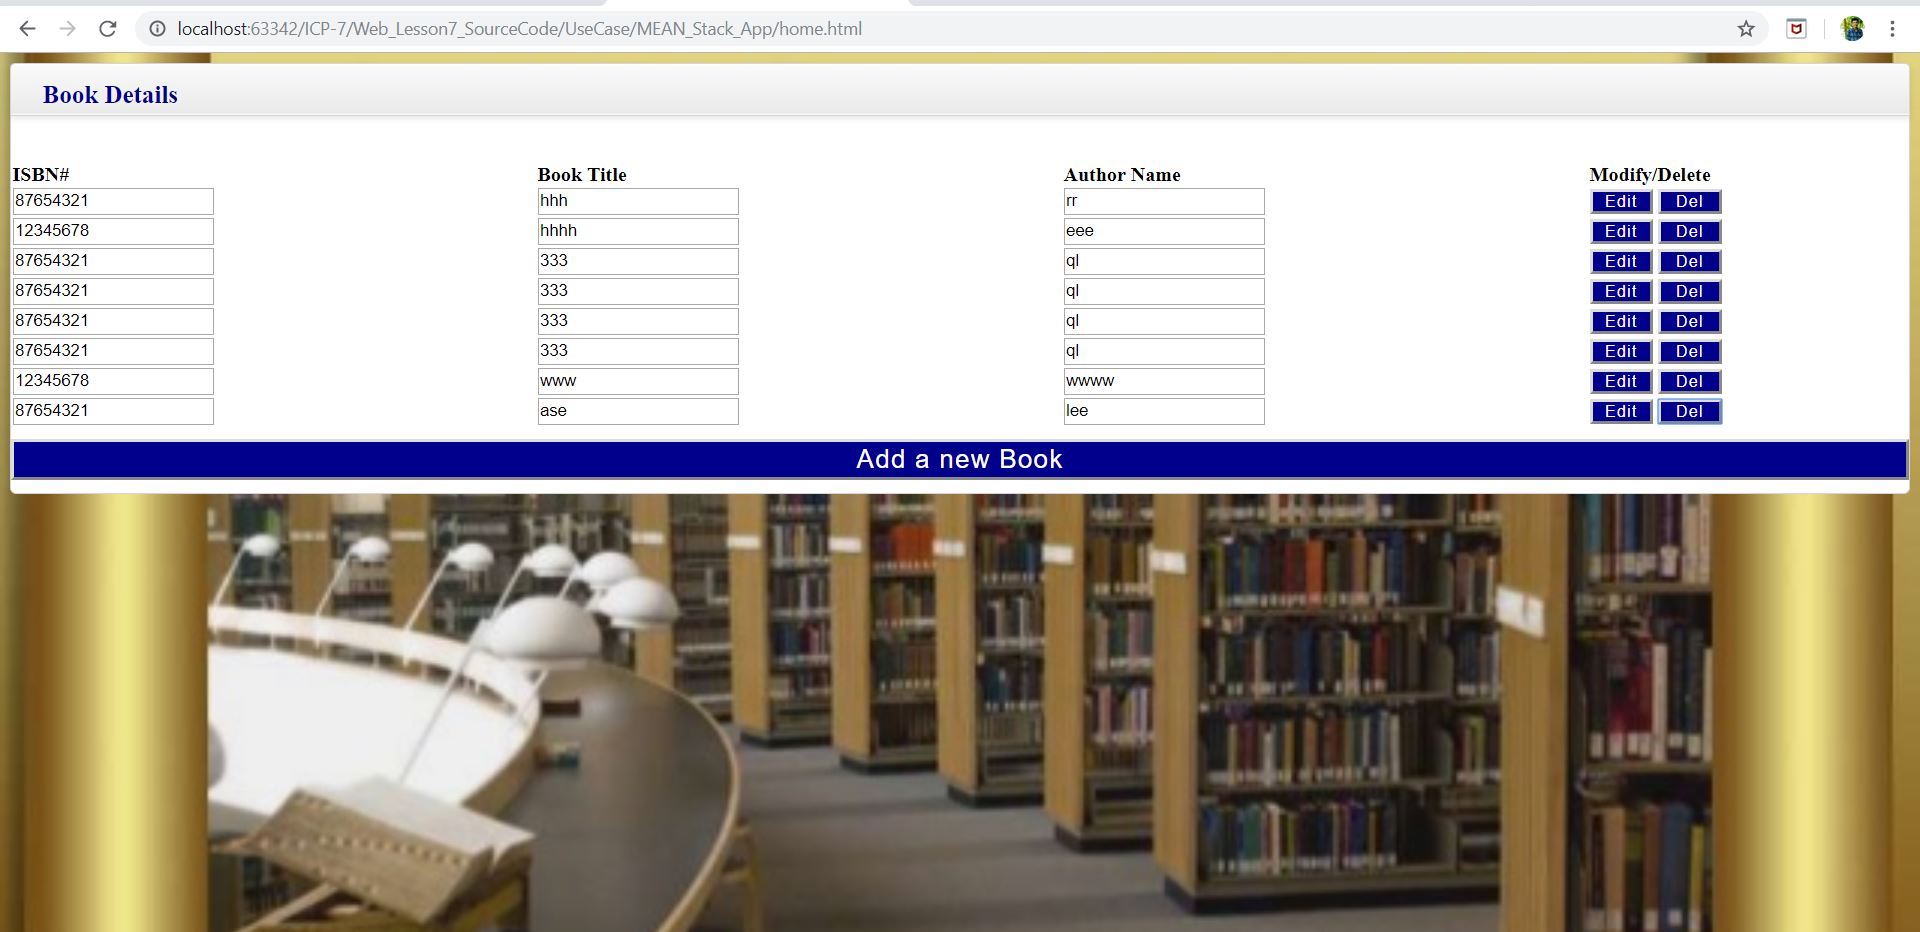 localhost:63342/ICP-7/Web_Lesson7_SourceCode/UseCase/MEAN_Stack_App/home.html
Book Details
ISBN# Book Title Author Name Modify/Delete
87654321 hhh rr Edit Del
12345678 hhhh eee Edit Del
87654321 333 ql Edit Del
87654321 333 ql Edit Del
87654321 333 ql Edit Del
87654321 333 ql Edit Del
12345678 www wwww Edit Del
87654321 ase lee Edit Del
Add a new Book